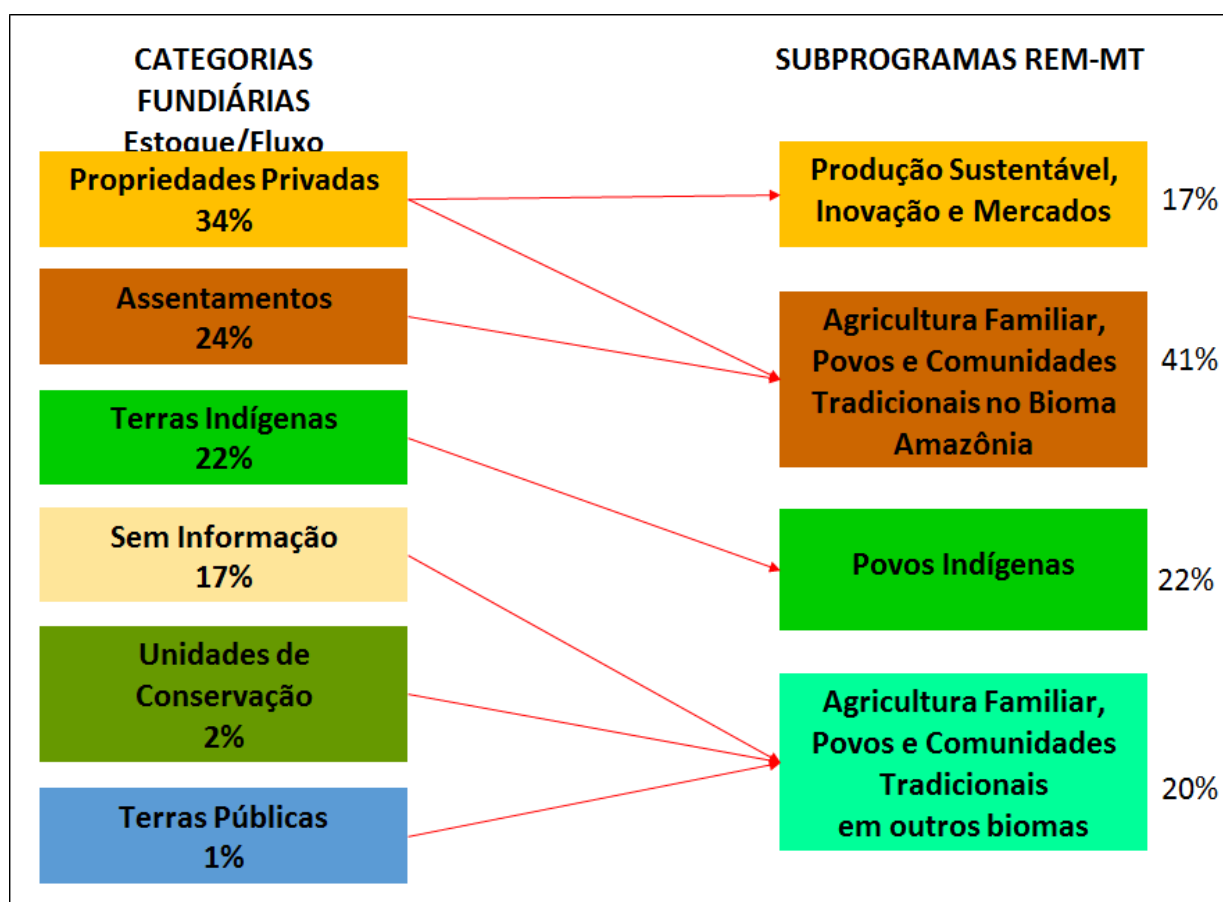 CATEGORIAS
FUNDIÁRIAS
Estoque/Fluxo
Propriedades Privadas
34%
Assentamentos
24%
Terras Indígenas
22%
Sem Informação
17%
Unidades de
Conservação
2%
Terras Públicas
1%
SUBPROGRAMAS REM-MT
Produção Sustentável,
Inovação e Mercados
17%
Agricultura Familiar,
Povos e Comunidades
Tradicionais no Bioma
Amazônia
41%
Povos Indígenas
22%
Agricultura Familiar,
Povos e Comunidades
Tradicionais
em outros biomas
20%